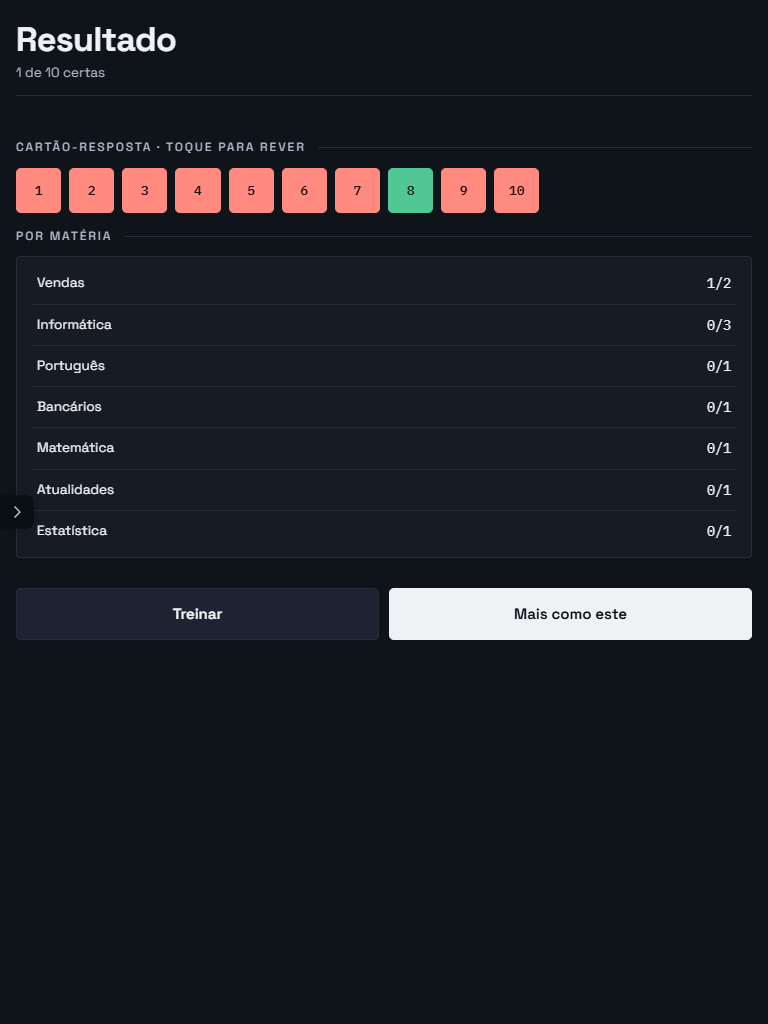 Resultado
1 de 10 certas
CARTÃO-RESPOSTA · TOQUE PARA REVER
1 2 3 4 5 6 7 8 9 10
POR MATÉRIA
Vendas 1/2
Informática 0/3
Português 0/1
Bancários 0/1
Matemática 0/1
Atualidades 0/1
Estatística 0/1
Treinar Mais como este